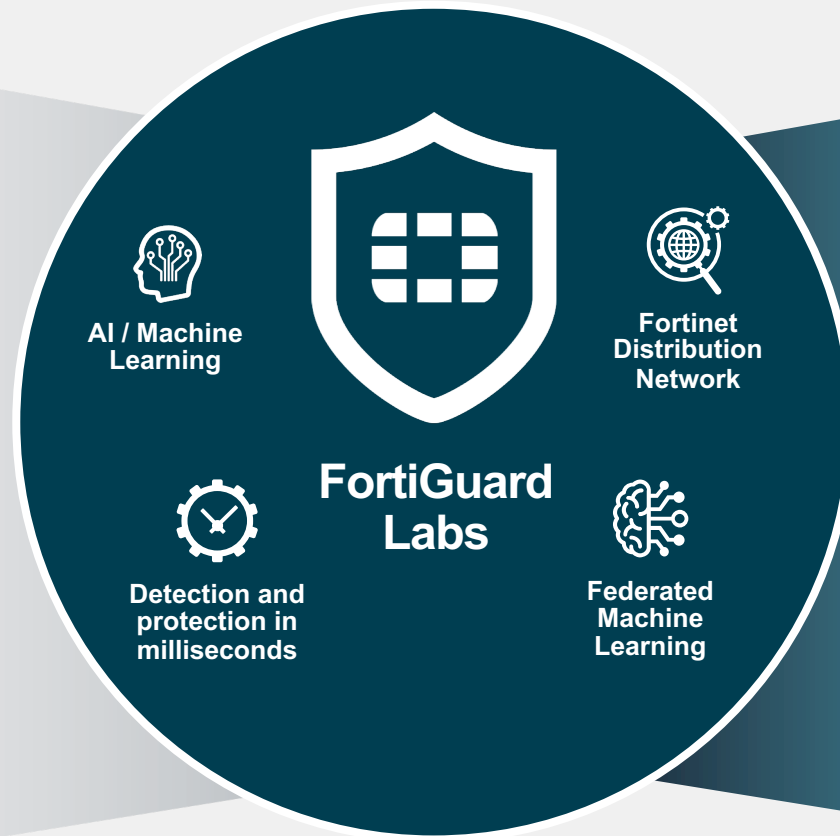 AI / Machine
Learning
Fortinet
Distribution
Network
FortiGuard
Labs
Detection and
protection in
milliseconds
Federated
Machine
Learning